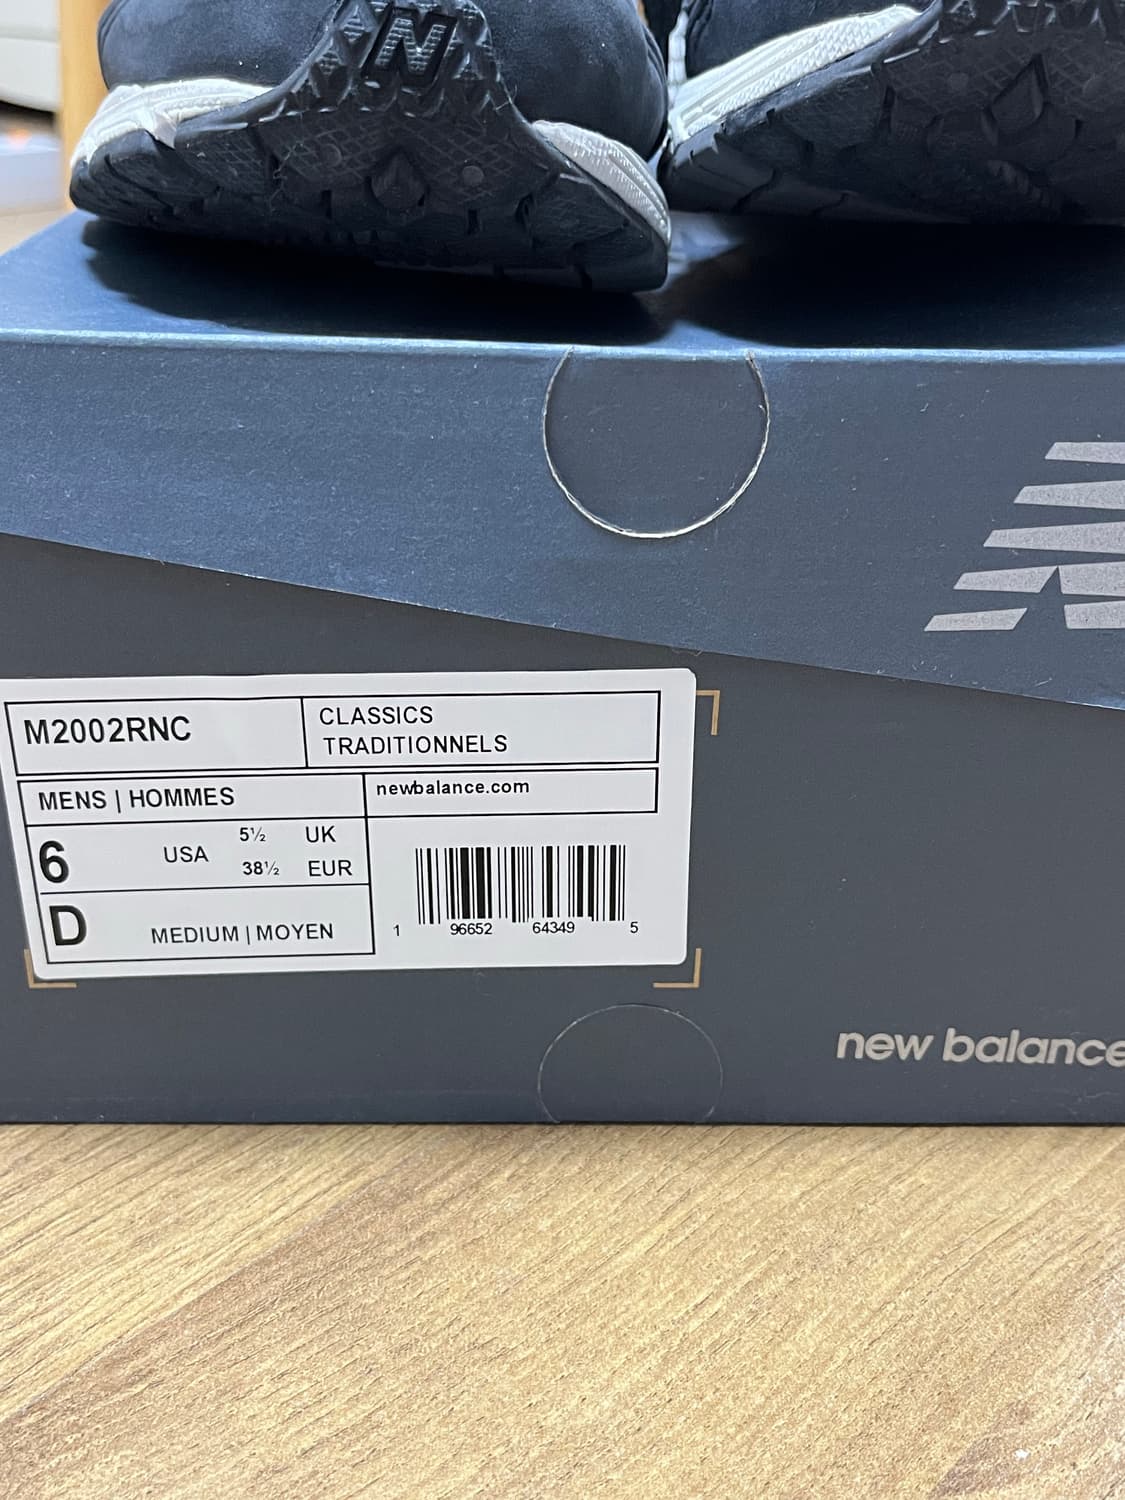 N
M2002RNC
CLASSICS
TRADITIONNELS
MENS | HOMMES
newbalance.com
6 USA 5½ UK
38½ EUR
D MEDIUM | MOYEN
1 96652 64349 5
new balance